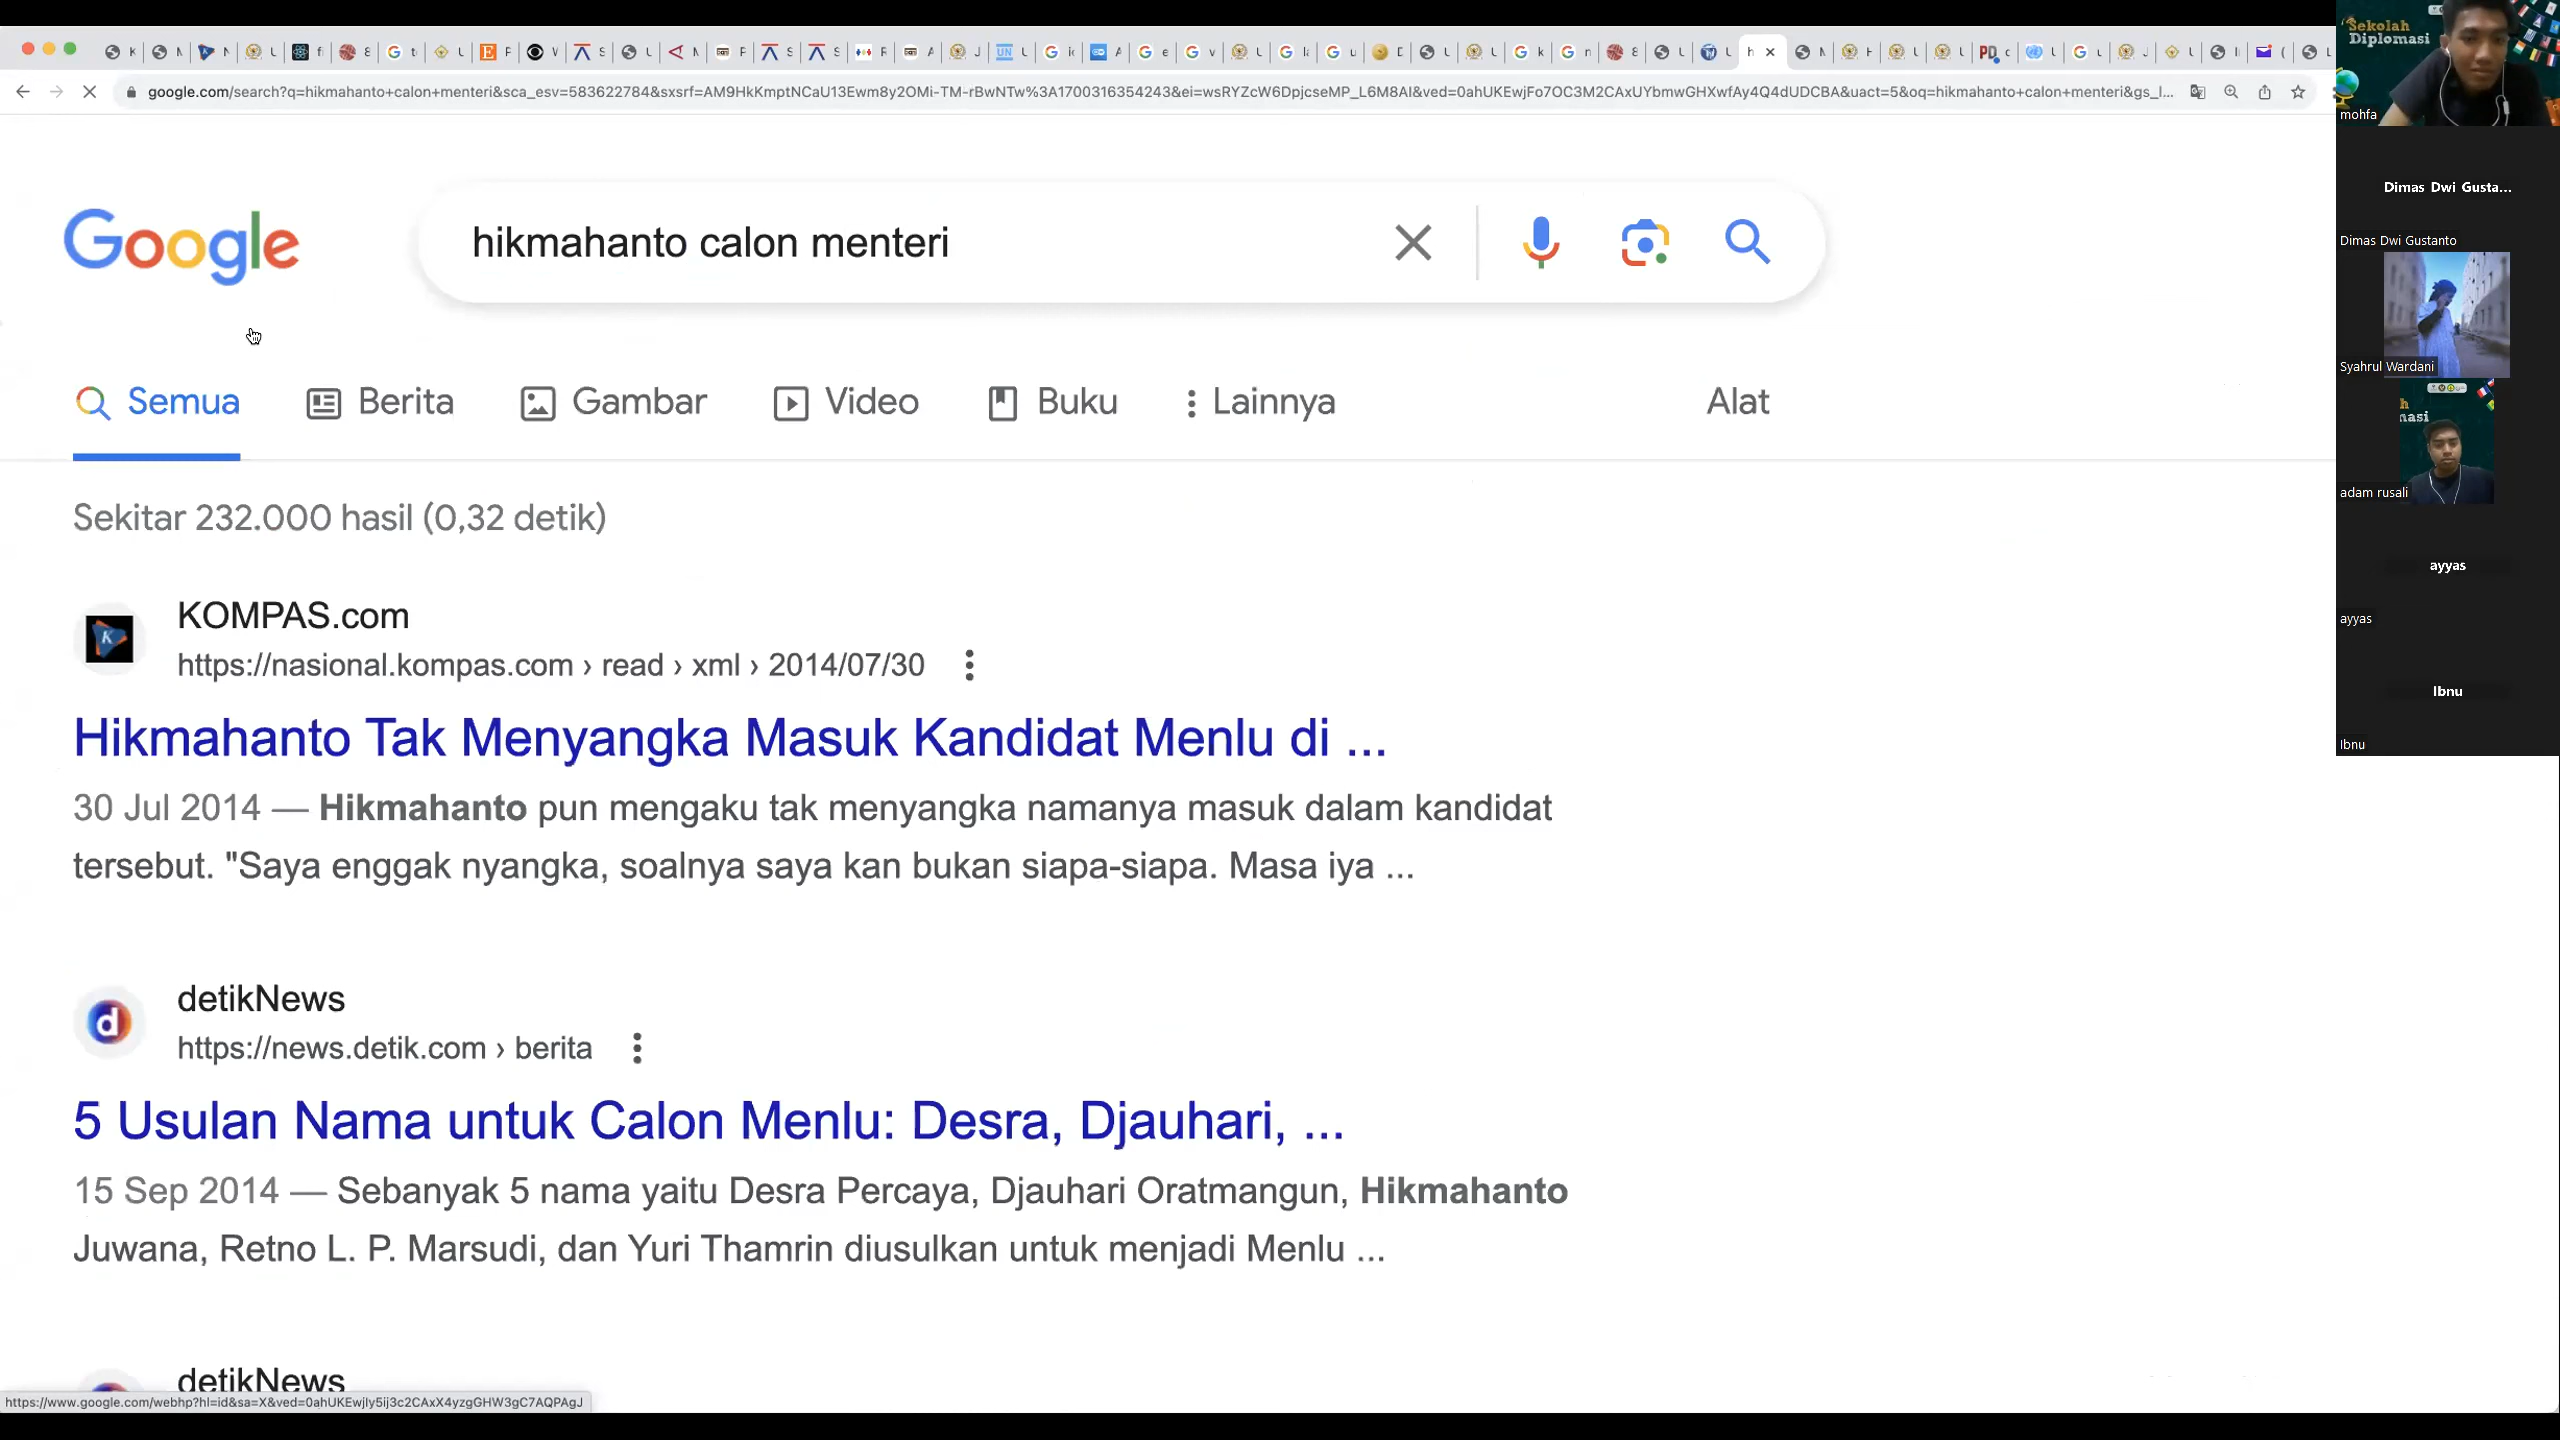 google.com/search?q=hikmahanto+calon+menteri&sca_esv=583622784&sxsrf=AM9HkKmptNCaU13Ewm8y2OMi-TM-rBwNTw%3A1700316354243&ei=wsRYZcW6DpjcseMP_L6M8AI&ved=0ahUKEwjFo7OC3M2CAxUYbmwGHXwfAy4Q4dUDCBA&uact=5&oq=hikmahanto+calon+menteri&gs_l...
Google
hikmahanto calon menteri
Semua
Berita
Gambar
Video
Buku
Lainnya
Alat
Sekitar 232.000 hasil (0,32 detik)
KOMPAS.com
https://nasional.kompas.com › read › xml › 2014/07/30
Hikmahanto Tak Menyangka Masuk Kandidat Menlu di ...
30 Jul 2014 — Hikmahanto pun mengaku tak menyangka namanya masuk dalam kandidat
tersebut. "Saya enggak nyangka, soalnya saya kan bukan siapa-siapa. Masa iya ...
detikNews
https://news.detik.com › berita
5 Usulan Nama untuk Calon Menlu: Desra, Djauhari, ...
15 Sep 2014 — Sebanyak 5 nama yaitu Desra Percaya, Djauhari Oratmangun, Hikmahanto
Juwana, Retno L. P. Marsudi, dan Yuri Thamrin diusulkan untuk menjadi Menlu ...
detikNews
https://www.google.com/webhp?hl=id&sa=X&ved=0ahUKEwjIy5ij3c2CAxX4yzgGHW3gC7AQPAgJ
Sekolah
Diplomasi
mohfa
Dimas Dwi Gusta...
Dimas Dwi Gustanto
Syahrul Wardani
adam rusali
ayyas
ayyas
Ibnu
Ibnu